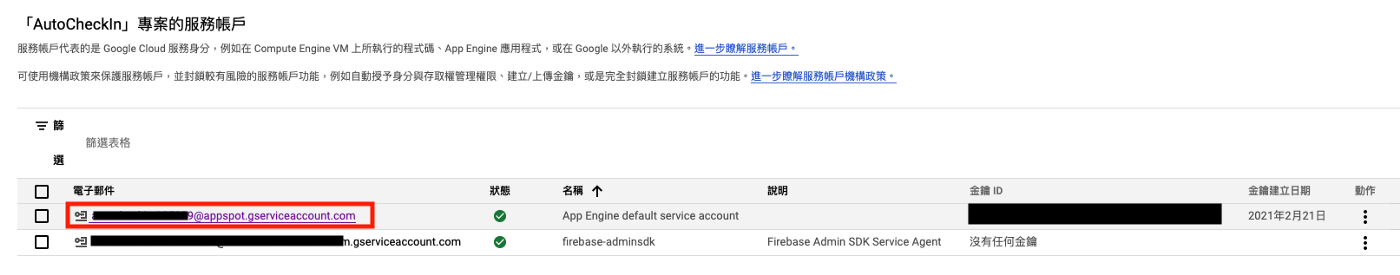 「AutoCheckIn」專案的服務帳戶
服務帳戶代表的是 Google Cloud 服務身分，例如在 Compute Engine VM 上所執行的程式碼、App Engine 應用程式，或在 Google 以外執行的系統。進一步瞭解服務帳戶。
可使用機構政策來保護服務帳戶，並封鎖較有風險的服務帳戶功能，例如自動授予身分與存取權管理權限、建立/上傳金鑰，或是完全封鎖建立服務帳戶的功能。進一步瞭解服務帳戶機構政策。
篩
選
篩選表格
電子郵件 狀態 名稱 說明 金鑰 ID 金鑰建立日期 動作
9@appspot.gserviceaccount.com App Engine default service account 2021年2月21日
m.gserviceaccount.com firebase-adminsdk Firebase Admin SDK Service Agent 沒有任何金鑰